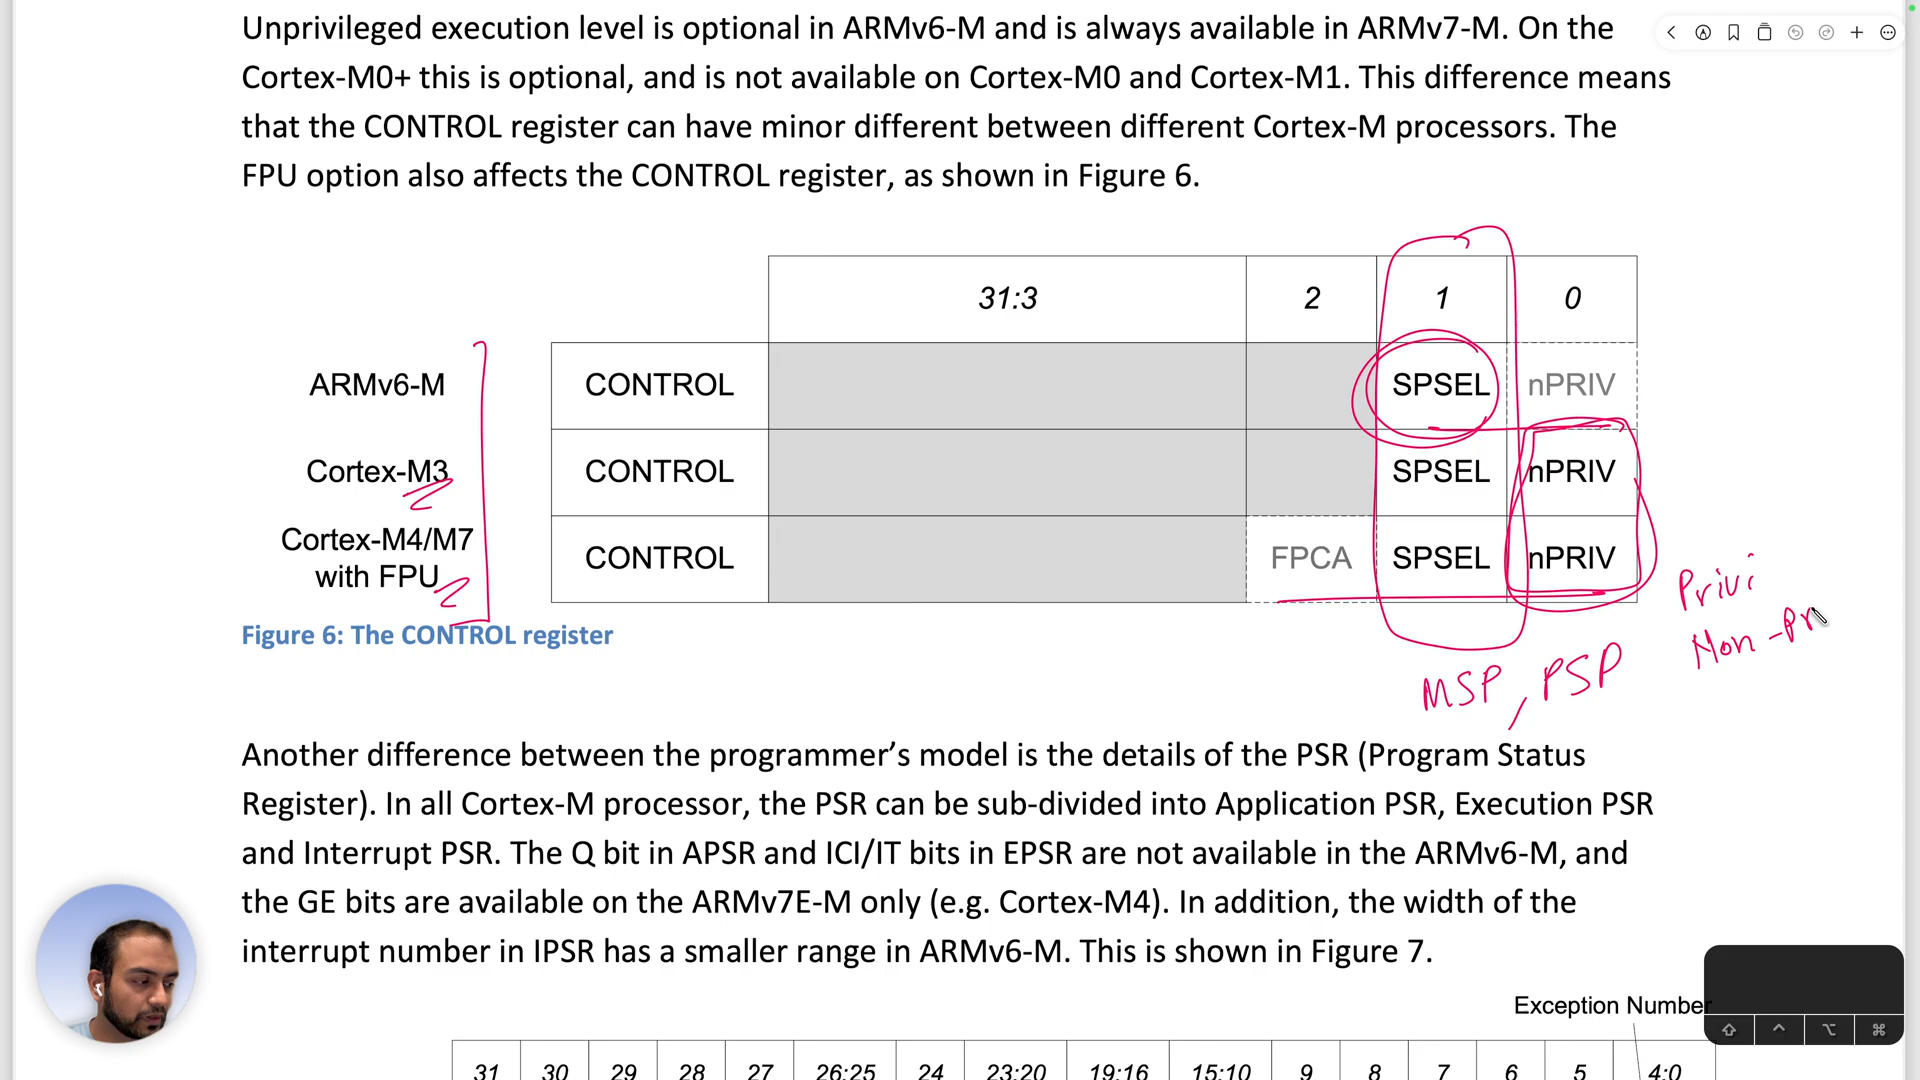 Unprivileged execution level is optional in ARMv6-M and is always available in ARMv7-M. On the
Cortex-M0+ this is optional, and is not available on Cortex-M0 and Cortex-M1. This difference means
that the CONTROL register can have minor different between different Cortex-M processors. The
FPU option also affects the CONTROL register, as shown in Figure 6.
31:3 2 1 0
ARMv6-M CONTROL SPSEL nPRIV
Cortex-M3 CONTROL SPSEL nPRIV
Cortex-M4/M7
with FPU CONTROL FPCA SPSEL nPRIV
Privi
Non-Pr
Figure 6: The CONTROL register
MSP, PSP
Another difference between the programmer’s model is the details of the PSR (Program Status
Register). In all Cortex-M processor, the PSR can be sub-divided into Application PSR, Execution PSR
and Interrupt PSR. The Q bit in APSR and ICI/IT bits in EPSR are not available in the ARMv6-M, and
the GE bits are available on the ARMv7E-M only (e.g. Cortex-M4). In addition, the width of the
interrupt number in IPSR has a smaller range in ARMv6-M. This is shown in Figure 7.
Exception Number
31 30 29 28 27 26:25 24 23:20 19:16 15:10 9 8 7 6 5 4:0